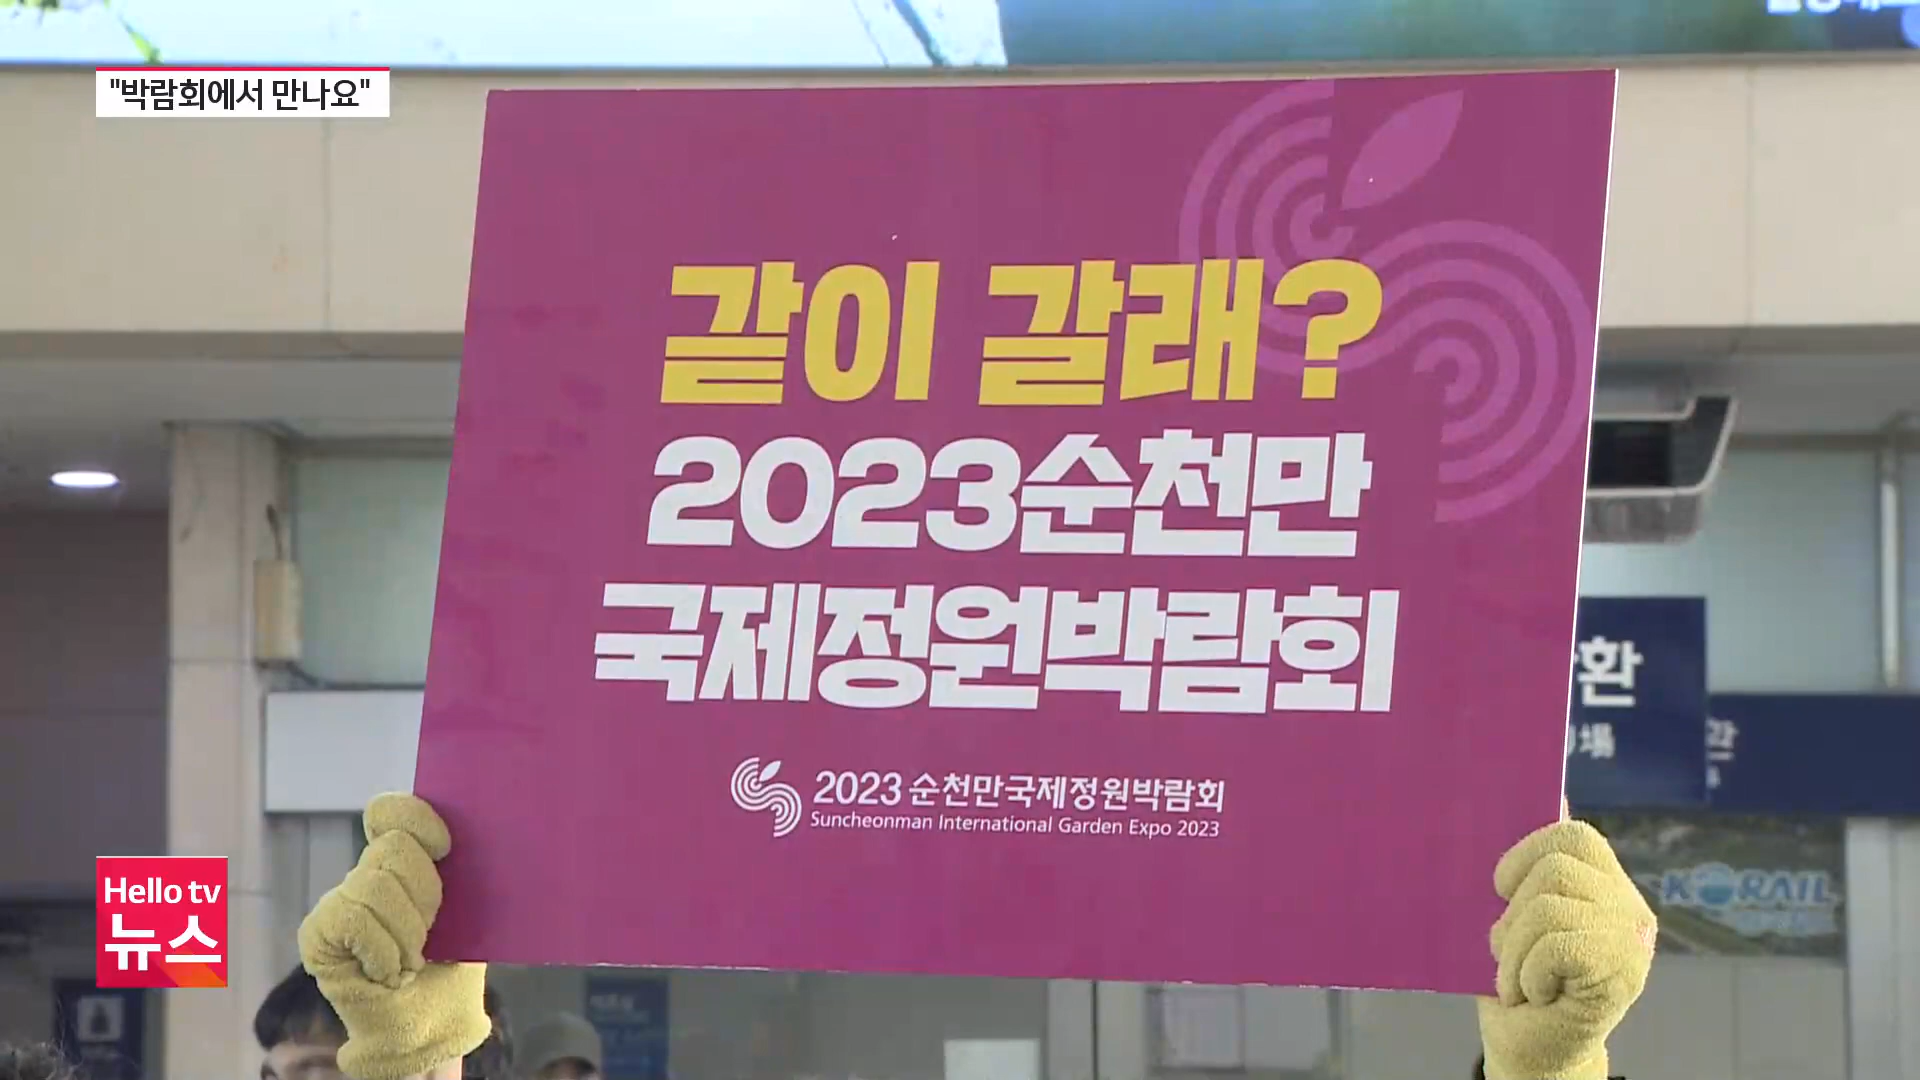 "박람회에서 만나요"
같이 갈래?
2023순천만
국제정원박람회
환
場
2023 순천만국제정원박람회
Suncheonman International Garden Expo 2023
KORAIL
Hello tv
뉴스